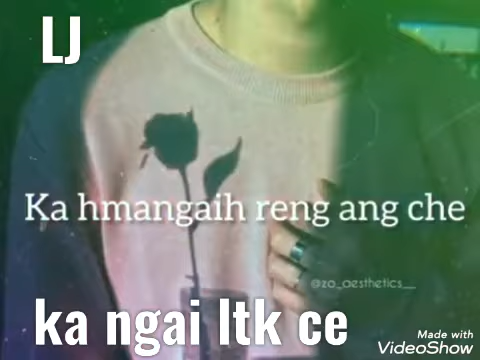 LJ
Ka hmangaih reng ang che
@zo_aesthetics__
ka ngai ltk ce
Made with
VideoShow